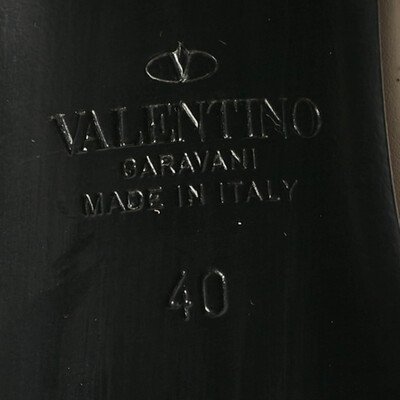 V
VALENTINO
GARAVANI
MADE IN ITALY
40